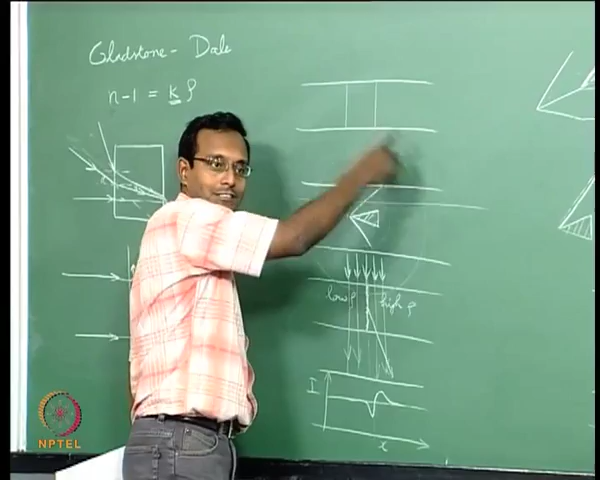 Gladstone - Dale
n-1 = kρ
low ρ
high ρ
I
x
NPTEL